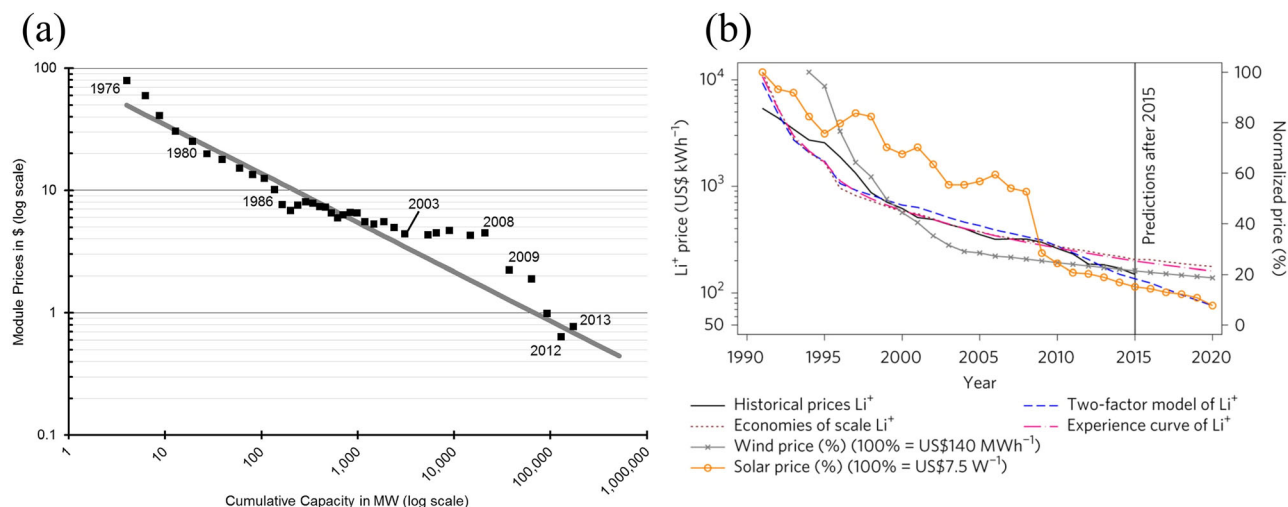 (a)
Module Prices in $ (log scale)
100
10
1
0.1
1976
1980
1986
2003
2008
2009
2013
2012
1
10
100
1,000
10,000
100,000
1,000,000
Cumulative Capacity in MW (log scale)
(b)
Li⁺ price (US$ kWh⁻¹)
10⁴
10³
10²
50
Predictions after 2015
100
80
60
40
20
0
Normalized price (%)
1990 1995 2000 2005 2010 2015 2020
Year
Historical prices Li⁺
Two-factor model of Li⁺
Economies of scale Li⁺
Experience curve of Li⁺
Wind price (%) (100% = US$140 MWh⁻¹)
Solar price (%) (100% = US$7.5 W⁻¹)